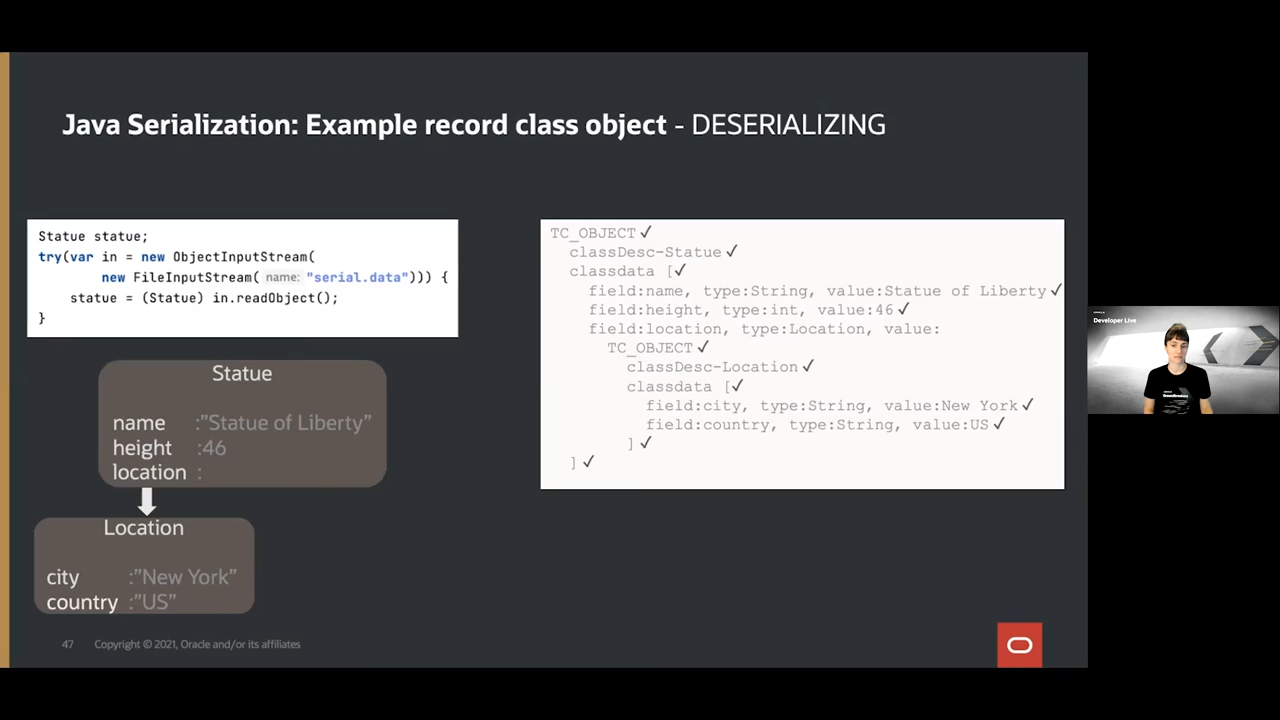 Java Serialization: Example record class object - DESERIALIZING
Statue statue;
try(var in = new ObjectInputStream(
new FileInputStream( name: "serial.data"))) {
statue = (Statue) in.readObject();
}
Statue
name :"Statue of Liberty"
height :46
location :
Location
city :"New York"
country :"US"
TC_OBJECT ✓
classDesc-Statue ✓
classdata [✓
field:name, type:String, value:Statue of Liberty ✓
field:height, type:int, value:46 ✓
field:location, type:Location, value:
TC_OBJECT ✓
classDesc-Location ✓
classdata [✓
field:city, type:String, value:New York ✓
field:country, type:String, value:US ✓
] ✓
] ✓
Developer Live
47 Copyright © 2021, Oracle and/or its affiliates